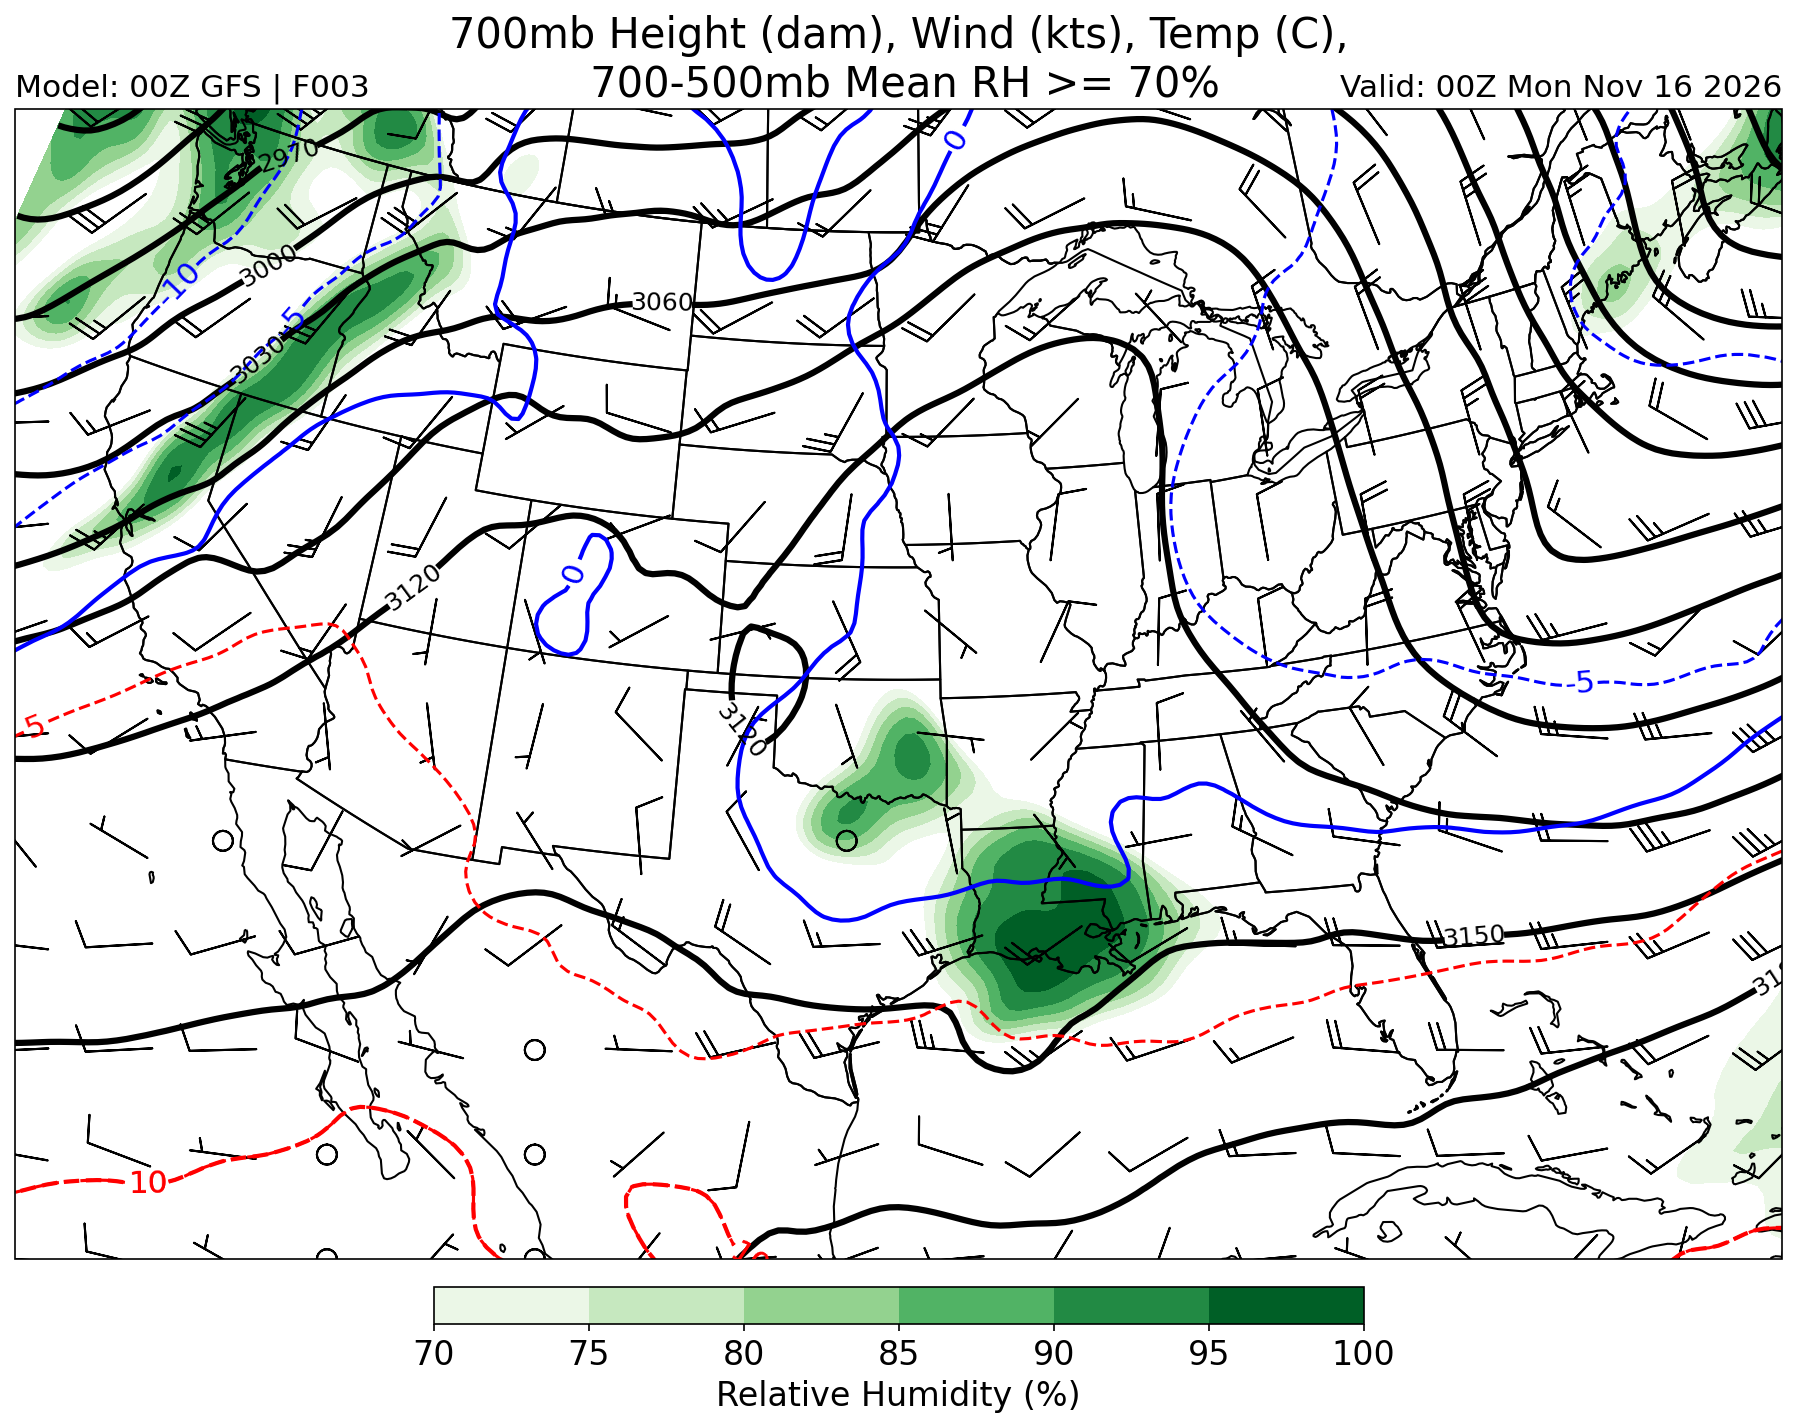 700mb Height (dam), Wind (kts), Temp (C),
700-500mb Mean RH >= 70%
Model: 00Z GFS | F003
Valid: 00Z Mon Nov 16 2026
2970
0
3000
-10
3060
-5
3030
0
3120
5
-5
3120
3150
10
70 75 80 85 90 95 100
Relative Humidity (%)